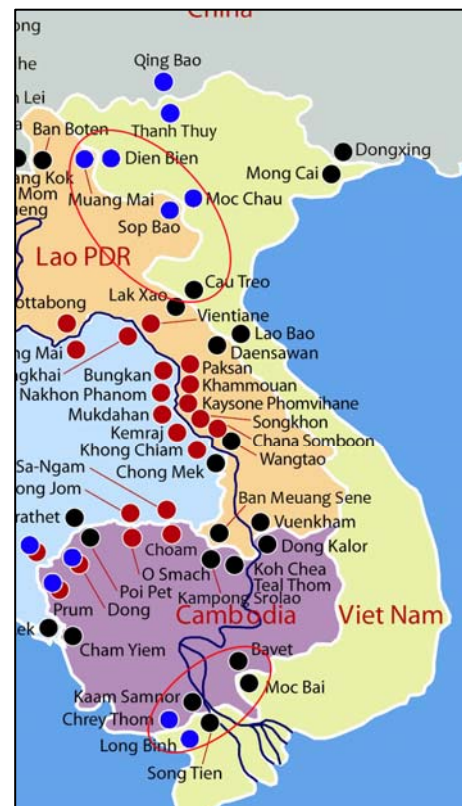 China
Qing Bao
Ban Boten
Thanh Thuy
Dien Bien
Dongxing
Mong Cai
Mom
Muang Mai
Moc Chau
Sop Bao
Lao PDR
Cau Treo
Lak Xao
Vientiane
Lao Bao
Daensawan
Bungkan
Paksan
Nakhon Phanom
Khammouan
Kaysone Phomvihane
Mukdahan
Songkhon
Kemraj
Chana Somboon
Khong Chiam
Wangtao
Chong Mek
Sa-Ngam
Ban Meuang Sene
Vuenkham
Choam
Dong Kalor
O Smach
Koh Chea
Teal Thom
Poi Pet
Kampong Srolao
Prum
Dong
Cambodia
Viet Nam
Cham Yiem
Bavet
Moc Bai
Kaam Samnor
Chrey Thom
Long Binh
Song Tien